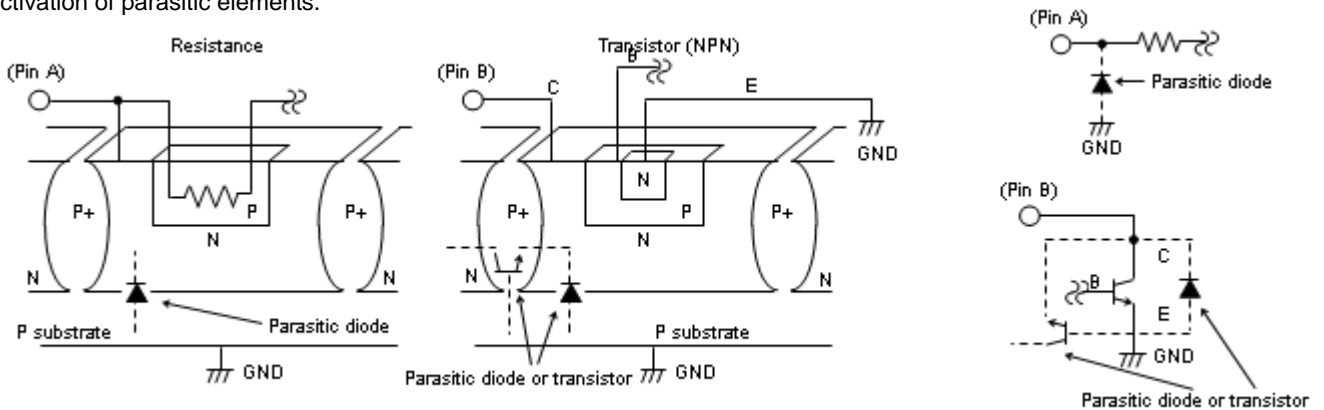 ctivation of parasitic elements.
Resistance
(Pin A)
P+
P
P+
N
N
N
Parasitic diode
P substrate
GND
Transistor (NPN)
(Pin B)
C
B
E
GND
N
P+
P
P+
N
N
N
P substrate
Parasitic diode or transistor
GND
(Pin A)
Parasitic diode
GND
(Pin B)
C
B
E
GND
Parasitic diode or transistor